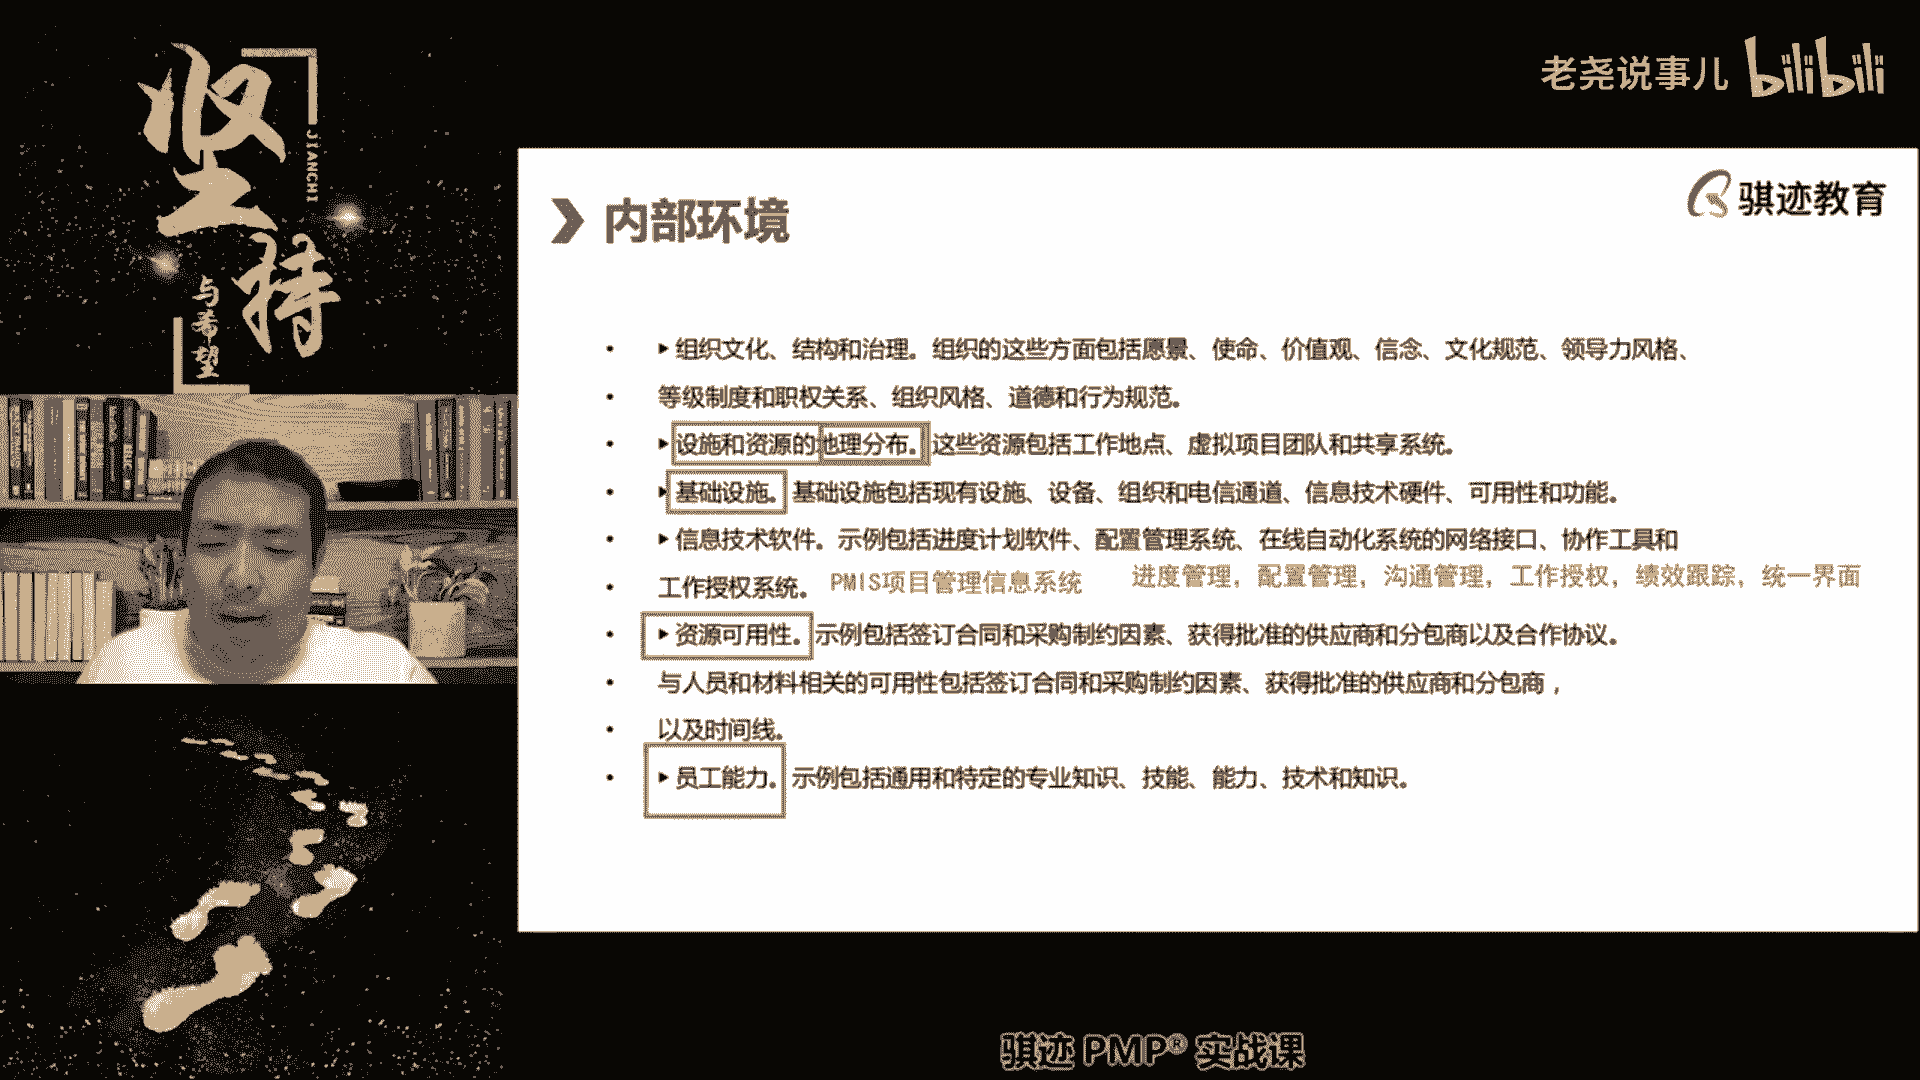 坚持
JIANCHI
与希望
老尧说事儿 bilibili
骐迹教育
内部环境
• ▸组织文化、结构和治理。组织的这些方面包括愿景、使命、价值观、信念、文化规范、领导力风格、
• 等级制度和职权关系、组织风格、道德和行为规范。
• ▸设施和资源的地理分布。这些资源包括工作地点、虚拟项目团队和共享系统。
• ▸基础设施。基础设施包括现有设施、设备、组织和电信通道、信息技术硬件、可用性和功能。
• ▸信息技术软件。示例包括进度计划软件、配置管理系统、在线自动化系统的网络接口、协作工具和
• 工作授权系统。 PMIS项目管理信息系统 进度管理，配置管理，沟通管理，工作授权，绩效跟踪，统一界面
• ▸资源可用性。示例包括签订合同和采购制约因素、获得批准的供应商和分包商以及合作协议。
• 与人员和材料相关的可用性包括签订合同和采购制约因素、获得批准的供应商和分包商，
• 以及时间线。
• ▸员工能力。示例包括通用和特定的专业知识、技能、能力、技术和知识。
骐迹 PMP® 实战课